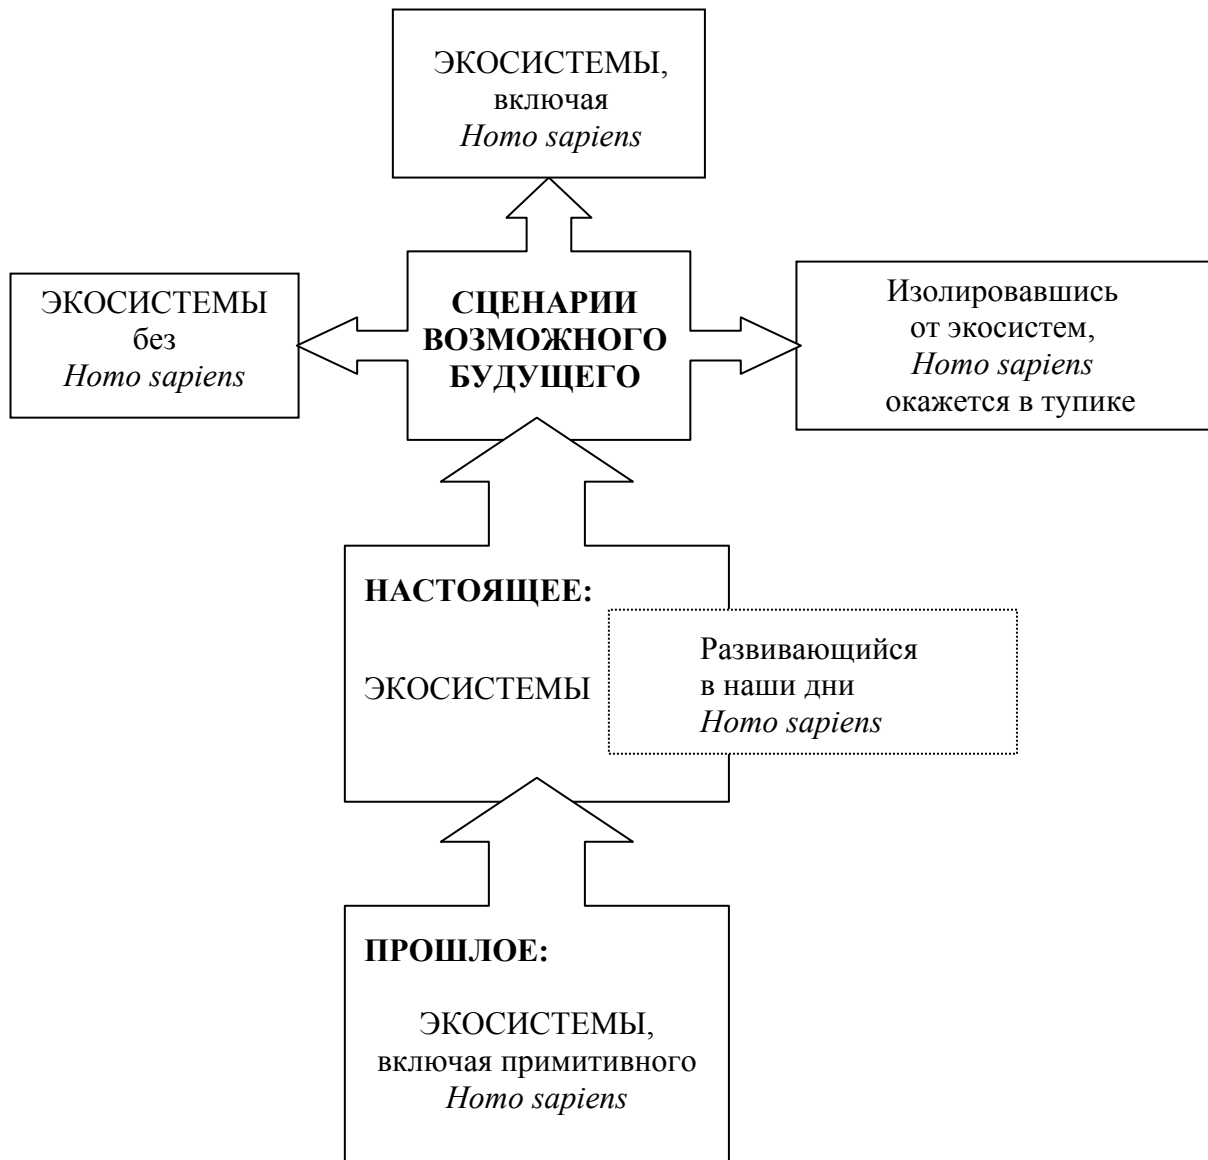 ЭКОСИСТЕМЫ,
включая
Homo sapiens
ЭКОСИСТЕМЫ
без
Homo sapiens
СЦЕНАРИИ
ВОЗМОЖНОГО
БУДУЩЕГО
Изолировавшись
от экосистем,
Homo sapiens
окажется в тупике
НАСТОЯЩЕЕ:
ЭКОСИСТЕМЫ
Развивающийся
в наши дни
Homo sapiens
ПРОШЛОЕ:
ЭКОСИСТЕМЫ,
включая примитивного
Homo sapiens